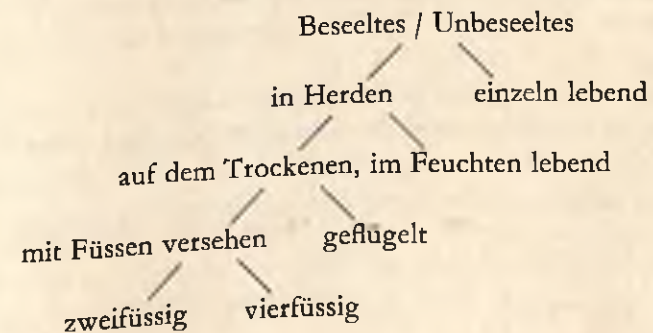 Beseeltes / Unbeseeltes
in Herden einzeln lebend
auf dem Trockenen, im Feuchten lebend
mit Füssen versehen geflugelt
zweifüssig vierfüssig